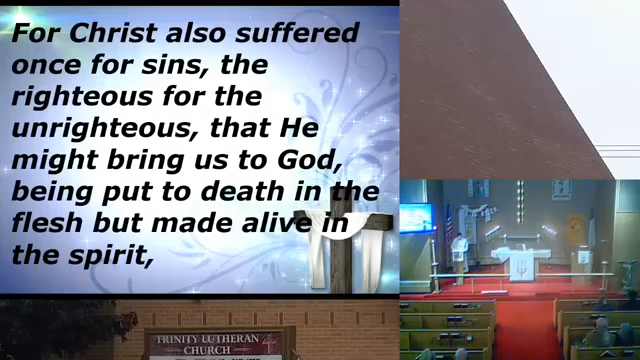 For Christ also suffered
once for sins, the
righteous for the
unrighteous, that He
might bring us to God,
being put to death in the
flesh but made alive in
the spirit,
TRINITY LUTHERAN
CHURCH